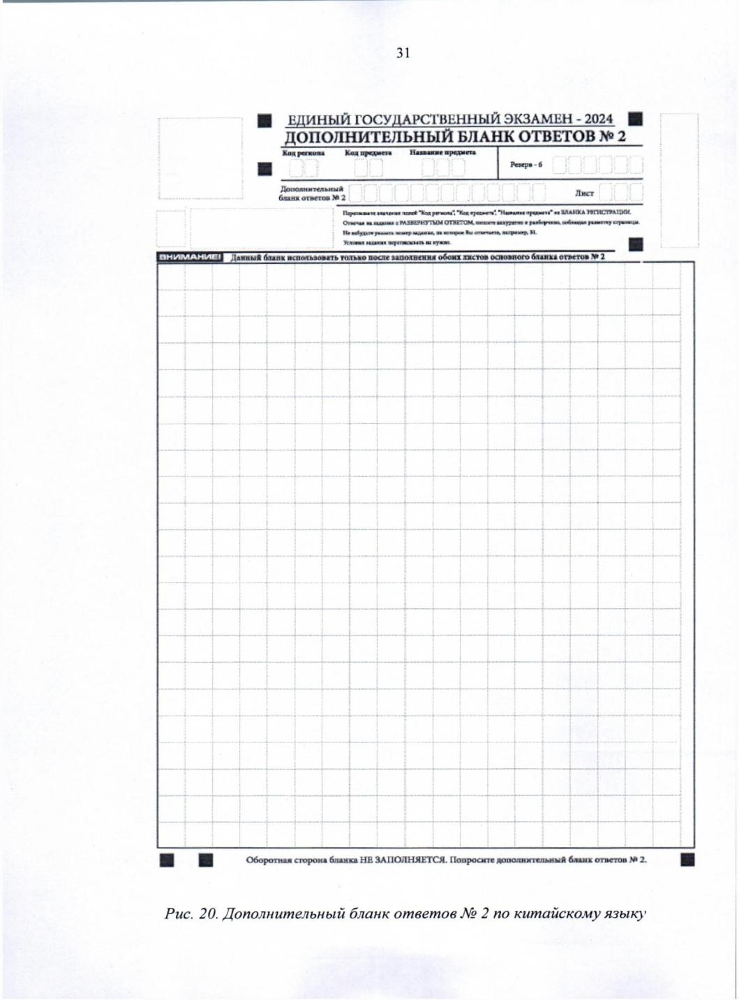 31
ЕДИНЫЙ ГОСУДАРСТВЕННЫЙ ЭКЗАМЕН - 2024
ДОПОЛНИТЕЛЬНЫЙ БЛАНК ОТВЕТОВ № 2
Код региона Код предмета Название предмета
Резерв - 6
Дополнительный
бланк ответов № 2
Лист
Перепишите значения полей "Код региона", "Код предмета", "Название предмета" из БЛАНКА РЕГИСТРАЦИИ.
Отвечая на задания с РАЗВЕРНУТЫМ ОТВЕТОМ, пишите аккуратно и разборчиво, соблюдая разметку страницы.
Не забудьте указать номер задания, на которое Вы отвечаете, например, 31.
Условия задания переписывать не нужно.
ВНИМАНИЕ! Данный бланк использовать только после заполнения обоих листов основного бланка ответов № 2
Оборотная сторона бланка НЕ ЗАПОЛНЯЕТСЯ. Попросите дополнительный бланк ответов № 2.
Рис. 20. Дополнительный бланк ответов № 2 по китайскому языку